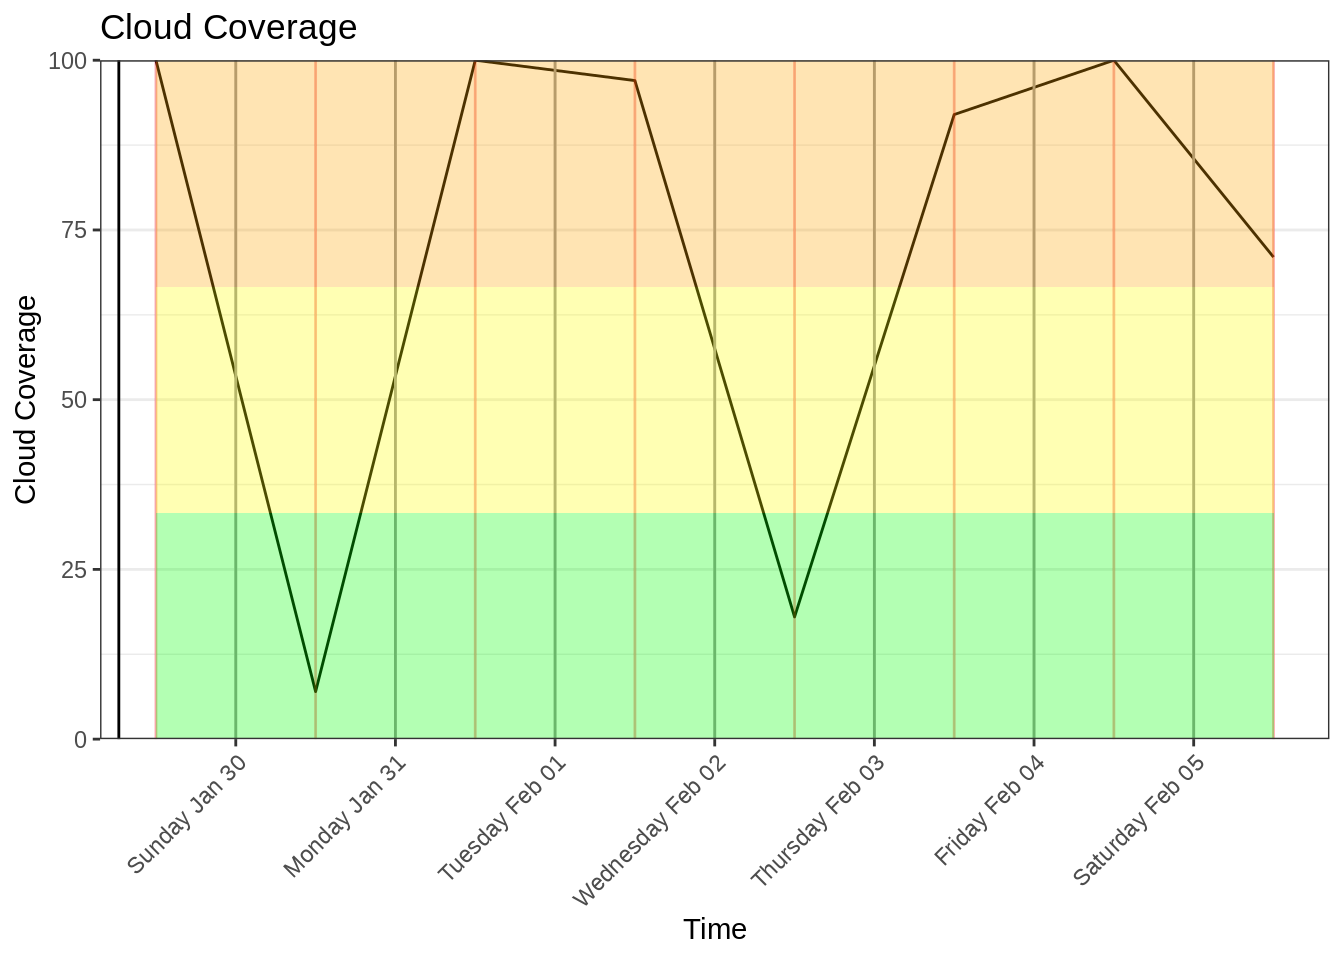 Cloud Coverage
Cloud Coverage
100
75
50
25
0
Sunday Jan 30
Monday Jan 31
Tuesday Feb 01
Wednesday Feb 02
Thursday Feb 03
Friday Feb 04
Saturday Feb 05
Time